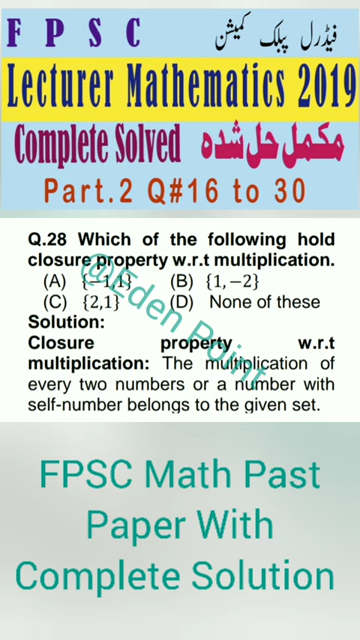 F P S C فیڈرل پبلک کمیشن
Lecturer Mathematics 2019
Complete Solved مکمل حل شدہ
Part.2 Q#16 to 30
Q.28 Which of the following hold
closure property w.r.t multiplication.
(A) {−1,1} (B) {1,−2}
(C) {2,1} (D) None of these
Solution:
Closure property w.r.t
multiplication: The multiplication of
every two numbers or a number with
self-number belongs to the given set.
@Eden Point
FPSC Math Past
Paper With
Complete Solution